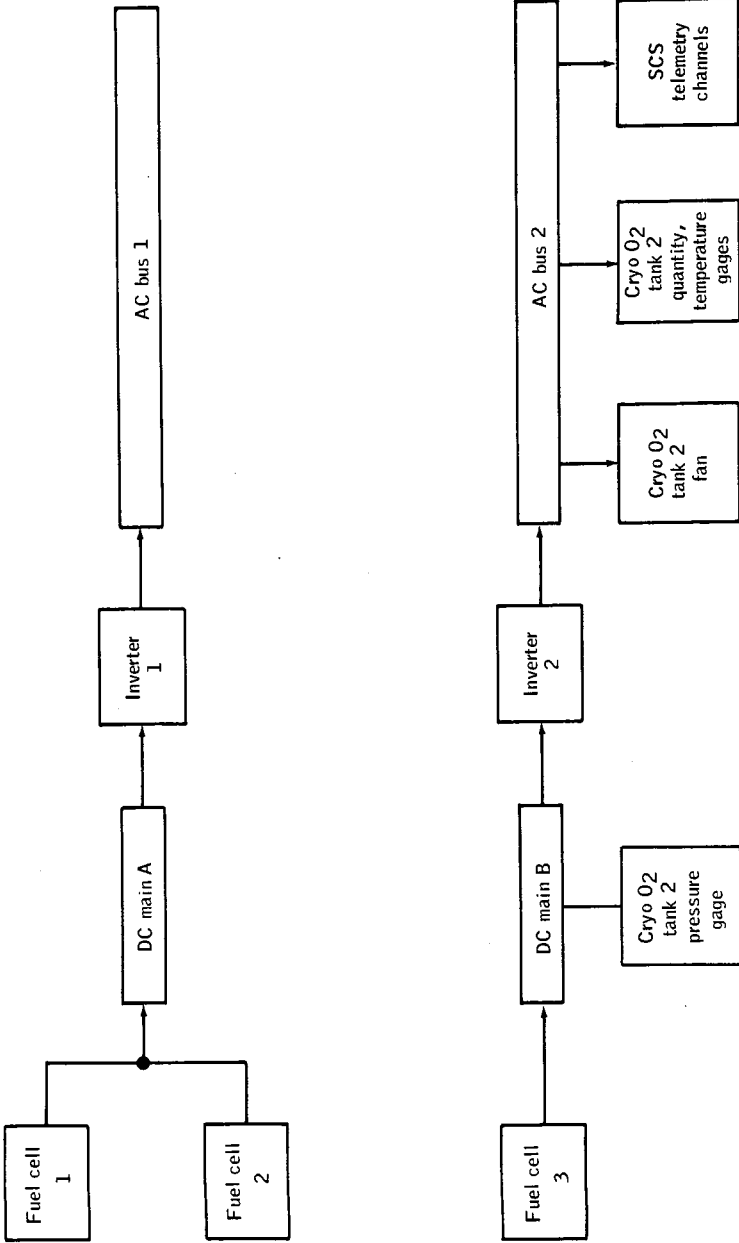 Fuel cell
1
Fuel cell
2
DC main A
Inverter
1
AC bus 1
Fuel cell
3
DC main B
Cryo O2
tank 2
pressure
gage
Inverter
2
AC bus 2
Cryo O2
tank 2
fan
Cryo O2
tank 2
quantity,
temperature
gages
SCS
telemetry
channels